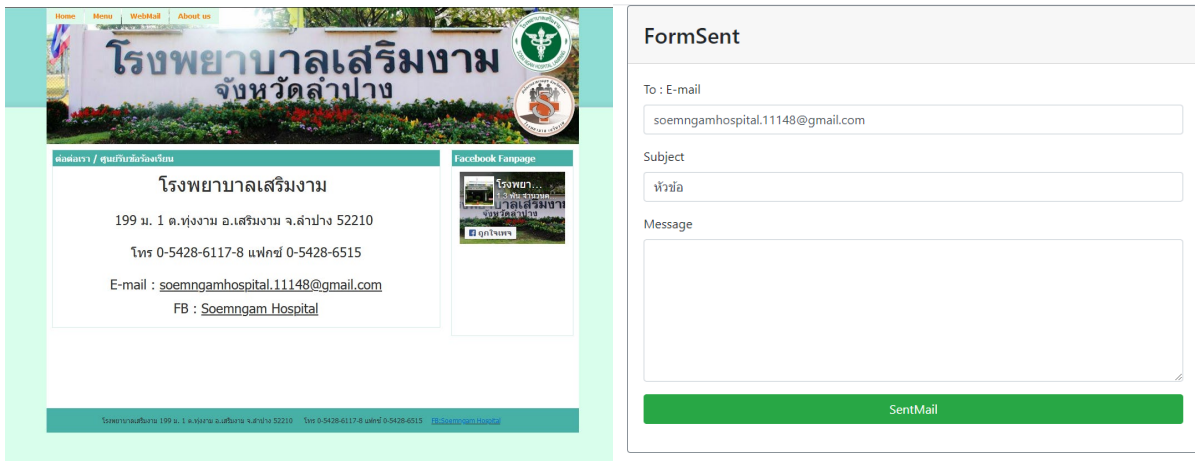 Home Menu WebMail About us
โรงพยาบาลเสริมงาม
จังหวัดลำปาง
ต่อต่อเรา / ศูนย์รับข้อร้องเรียน
โรงพยาบาลเสริมงาม
199 ม. 1 ต.ทุ่งงาม อ.เสริมงาม จ.ลำปาง 52210
โทร 0-5428-6117-8 แฟกซ์ 0-5428-6515
E-mail : soemngamhospital.11148@gmail.com
FB : Soemngam Hospital
Facebook Fanpage
โรงพยา...
ถูกใจเพจ
โรงพยาบาลเสริมงาม 199 ม. 1 ต.ทุ่งงาม อ.เสริมงาม จ.ลำปาง 52210 โทร 0-5428-6117-8 แฟกซ์ 0-5428-6515 FB:Soemngam Hospital
FormSent
To : E-mail
soemngamhospital.11148@gmail.com
Subject
หัวข้อ
Message
SentMail